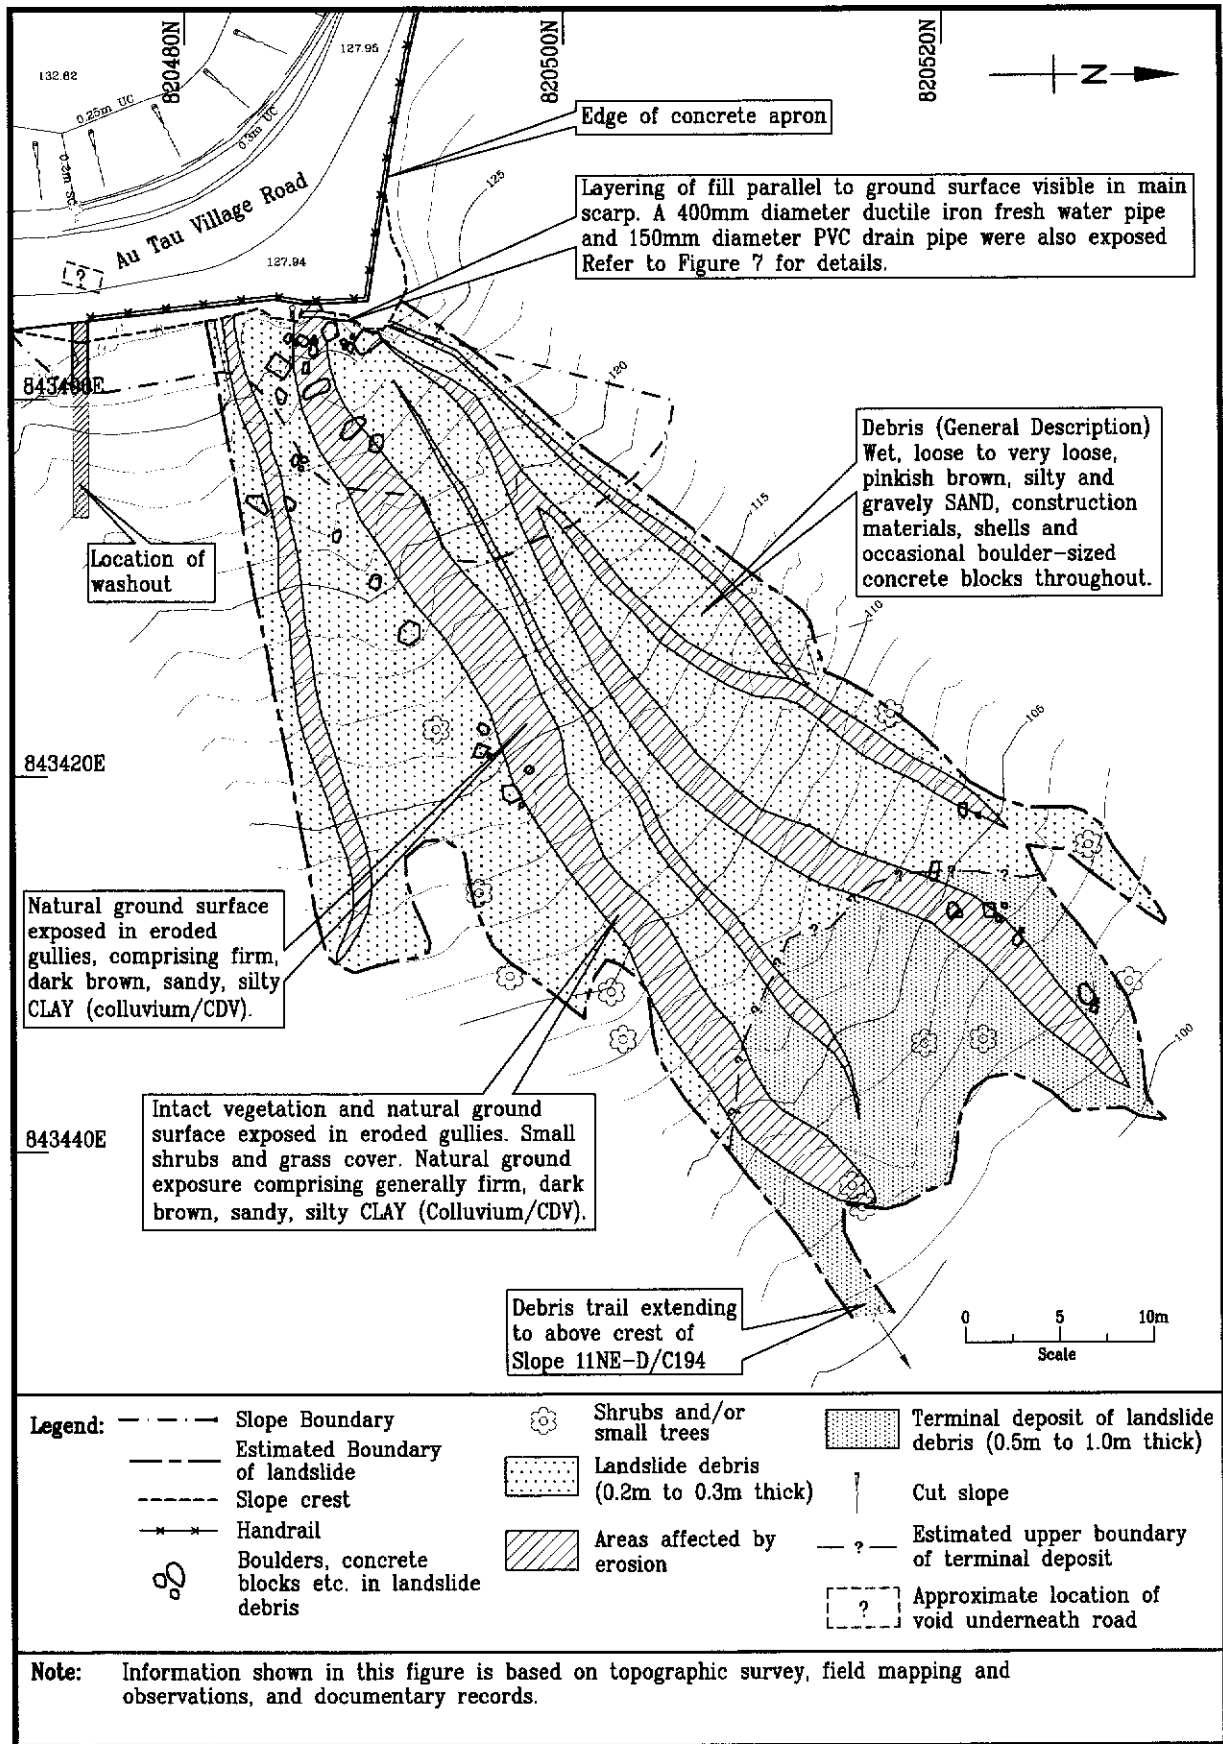 820480N
820500N
820520N
127.95
132.82
N
0.25m UC
0.3m UC
Edge of concrete apron
125
Layering of fill parallel to ground surface visible in main
scarp. A 400mm diameter ductile iron fresh water pipe
and 150mm diameter PVC drain pipe were also exposed
Refer to Figure 7 for details.
Au Tau Village Road
?
127.94
120
843400E
Debris (General Description)
Wet, loose to very loose,
pinkish brown, silty and
gravely SAND, construction
materials, shells and
occasional boulder-sized
concrete blocks throughout.
115
Location of
washout
110
105
843420E
Natural ground surface
exposed in eroded
gullies, comprising firm,
dark brown, sandy, silty
CLAY (colluvium/CDV).
?
?
?
?
?
?
?
?
100
Intact vegetation and natural ground
surface exposed in eroded gullies. Small
shrubs and grass cover. Natural ground
exposure comprising generally firm, dark
brown, sandy, silty CLAY (Colluvium/CDV).
843440E
Debris trail extending
to above crest of
Slope 11NE-D/C194
0 5 10m
Scale
Legend:
Slope Boundary
Estimated Boundary
of landslide
Slope crest
Handrail
Boulders, concrete
blocks etc. in landslide
debris
Shrubs and/or
small trees
Landslide debris
(0.2m to 0.3m thick)
Areas affected by
erosion
Terminal deposit of landslide
debris (0.5m to 1.0m thick)
Cut slope
? Estimated upper boundary
of terminal deposit
? Approximate location of
void underneath road
Note: Information shown in this figure is based on topographic survey, field mapping and
observations, and documentary records.